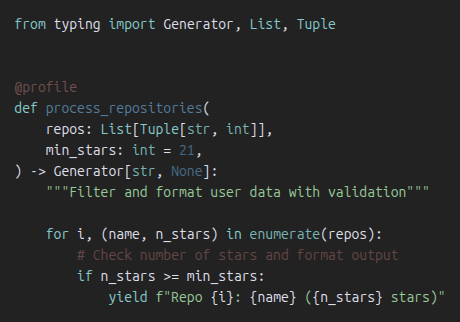 from typing import Generator, List, Tuple


@profile
def process_repositories(
    repos: List[Tuple[str, int]],
    min_stars: int = 21,
) -> Generator[str, None]:
    """Filter and format user data with validation"""

    for i, (name, n_stars) in enumerate(repos):
        # Check number of stars and format output
        if n_stars >= min_stars:
            yield f"Repo {i}: {name} ({n_stars} stars)"